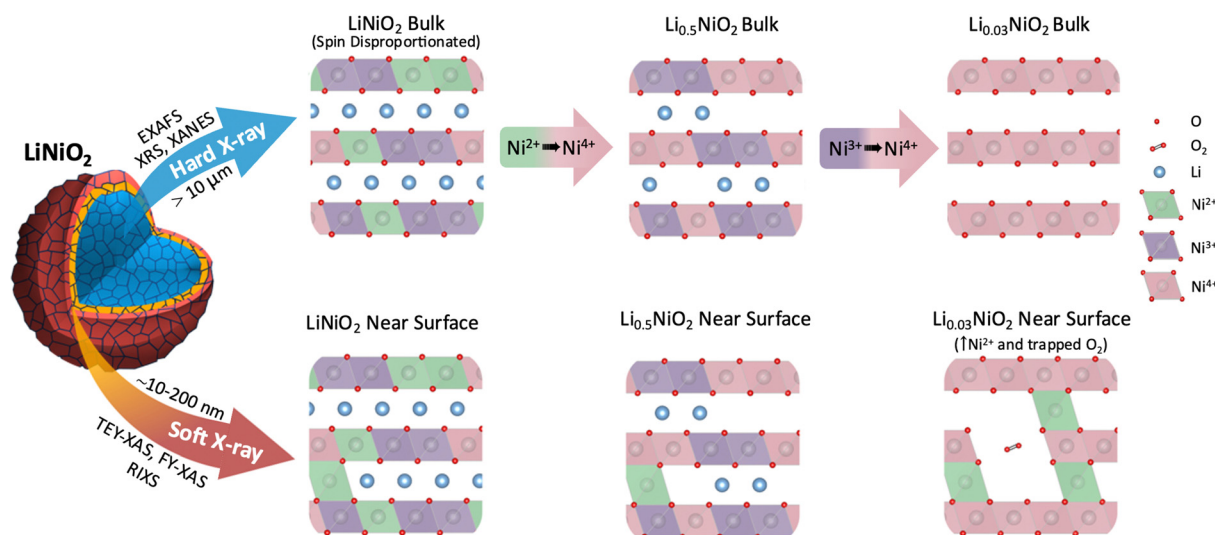 LiNiO₂
EXAFS
XRS, XANES
Hard X-ray
> 10 μm
LiNiO₂ Bulk
(Spin Disproportionated)
Ni²⁺ ➡ Ni⁴⁺
Li₀.₅NiO₂ Bulk
Ni³⁺ ➡ Ni⁴⁺
Li₀.₀₃NiO₂ Bulk
O
O₂
Li
Ni²⁺
Ni³⁺
Ni⁴⁺
~10-200 nm
Soft X-ray
TEY-XAS, FY-XAS
RIXS
LiNiO₂ Near Surface
Li₀.₅NiO₂ Near Surface
Li₀.₀₃NiO₂ Near Surface
(↑Ni²⁺ and trapped O₂)